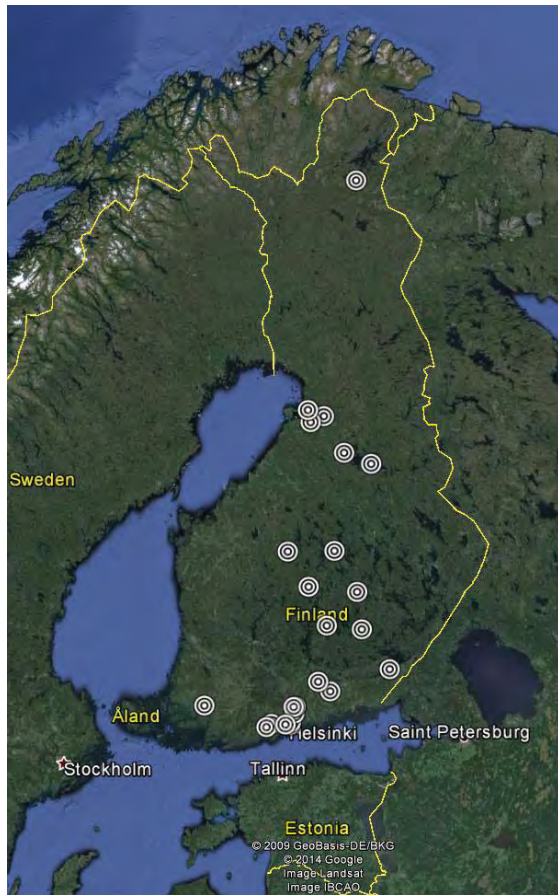 Sweden
Finland
Åland
Helsinki
Saint Petersburg
Stockholm
Tallinn
Estonia
© 2009 GeoBasis-DE/BKG
© 2014 Google
Image Landsat
Image IBCAO